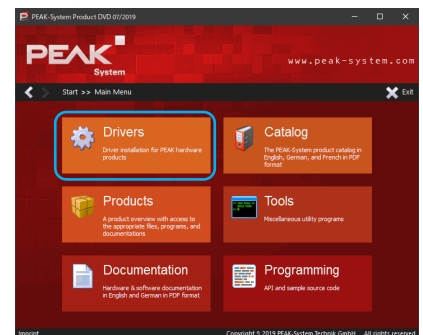 PEAK-System Product DVD 07/2019
PEAK
System
www.peak-system.com
Start >> Main Menu
Exit
Drivers
Driver installation for PEAK hardware
products
Catalog
The PEAK-System product catalog in
English, German, and French in PDF
format
Products
A product overview with access to
the appropriate files, programs, and
documentations
Tools
Miscellaneous utility programs
Documentation
Hardware & software documentation
in English and German in PDF format
Programming
API and sample source code
Imprint
Copyright © 2019 PEAK-System Technik GmbH All rights reserved